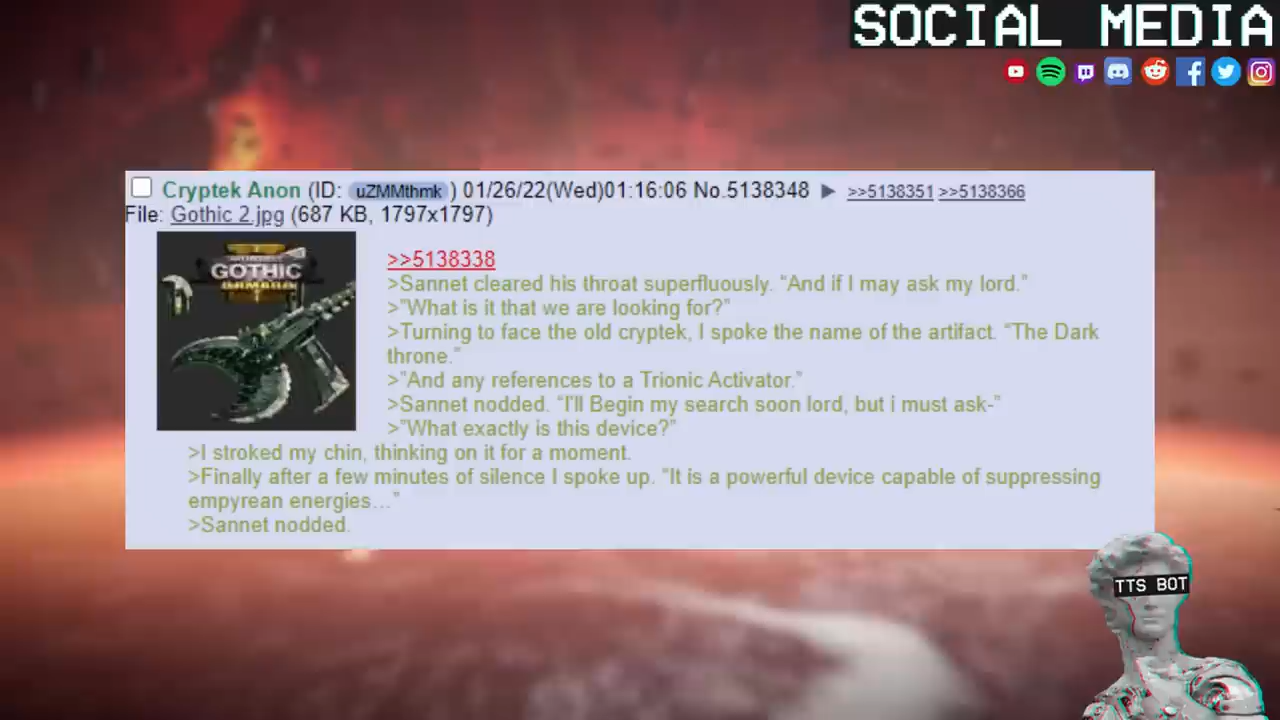 SOCIAL MEDIA
Cryptek Anon (ID: uZMMthmk ) 01/26/22(Wed)01:16:06 No.5138348 ▶ >>5138351 >>5138366
File: Gothic 2.jpg (687 KB, 1797x1797)
GOTHIC
ARMADA
>>5138338
>Sannet cleared his throat superfluously. “And if I may ask my lord.”
>”What is it that we are looking for?”
>Turning to face the old cryptek, I spoke the name of the artifact. “The Dark
throne.”
>”And any references to a Trionic Activator.”
>Sannet nodded. “I’ll Begin my search soon lord, but i must ask-”
>”What exactly is this device?”
>I stroked my chin, thinking on it for a moment.
>Finally after a few minutes of silence I spoke up. “It is a powerful device capable of suppressing
empyrean energies…”
>Sannet nodded.
TTS BOT